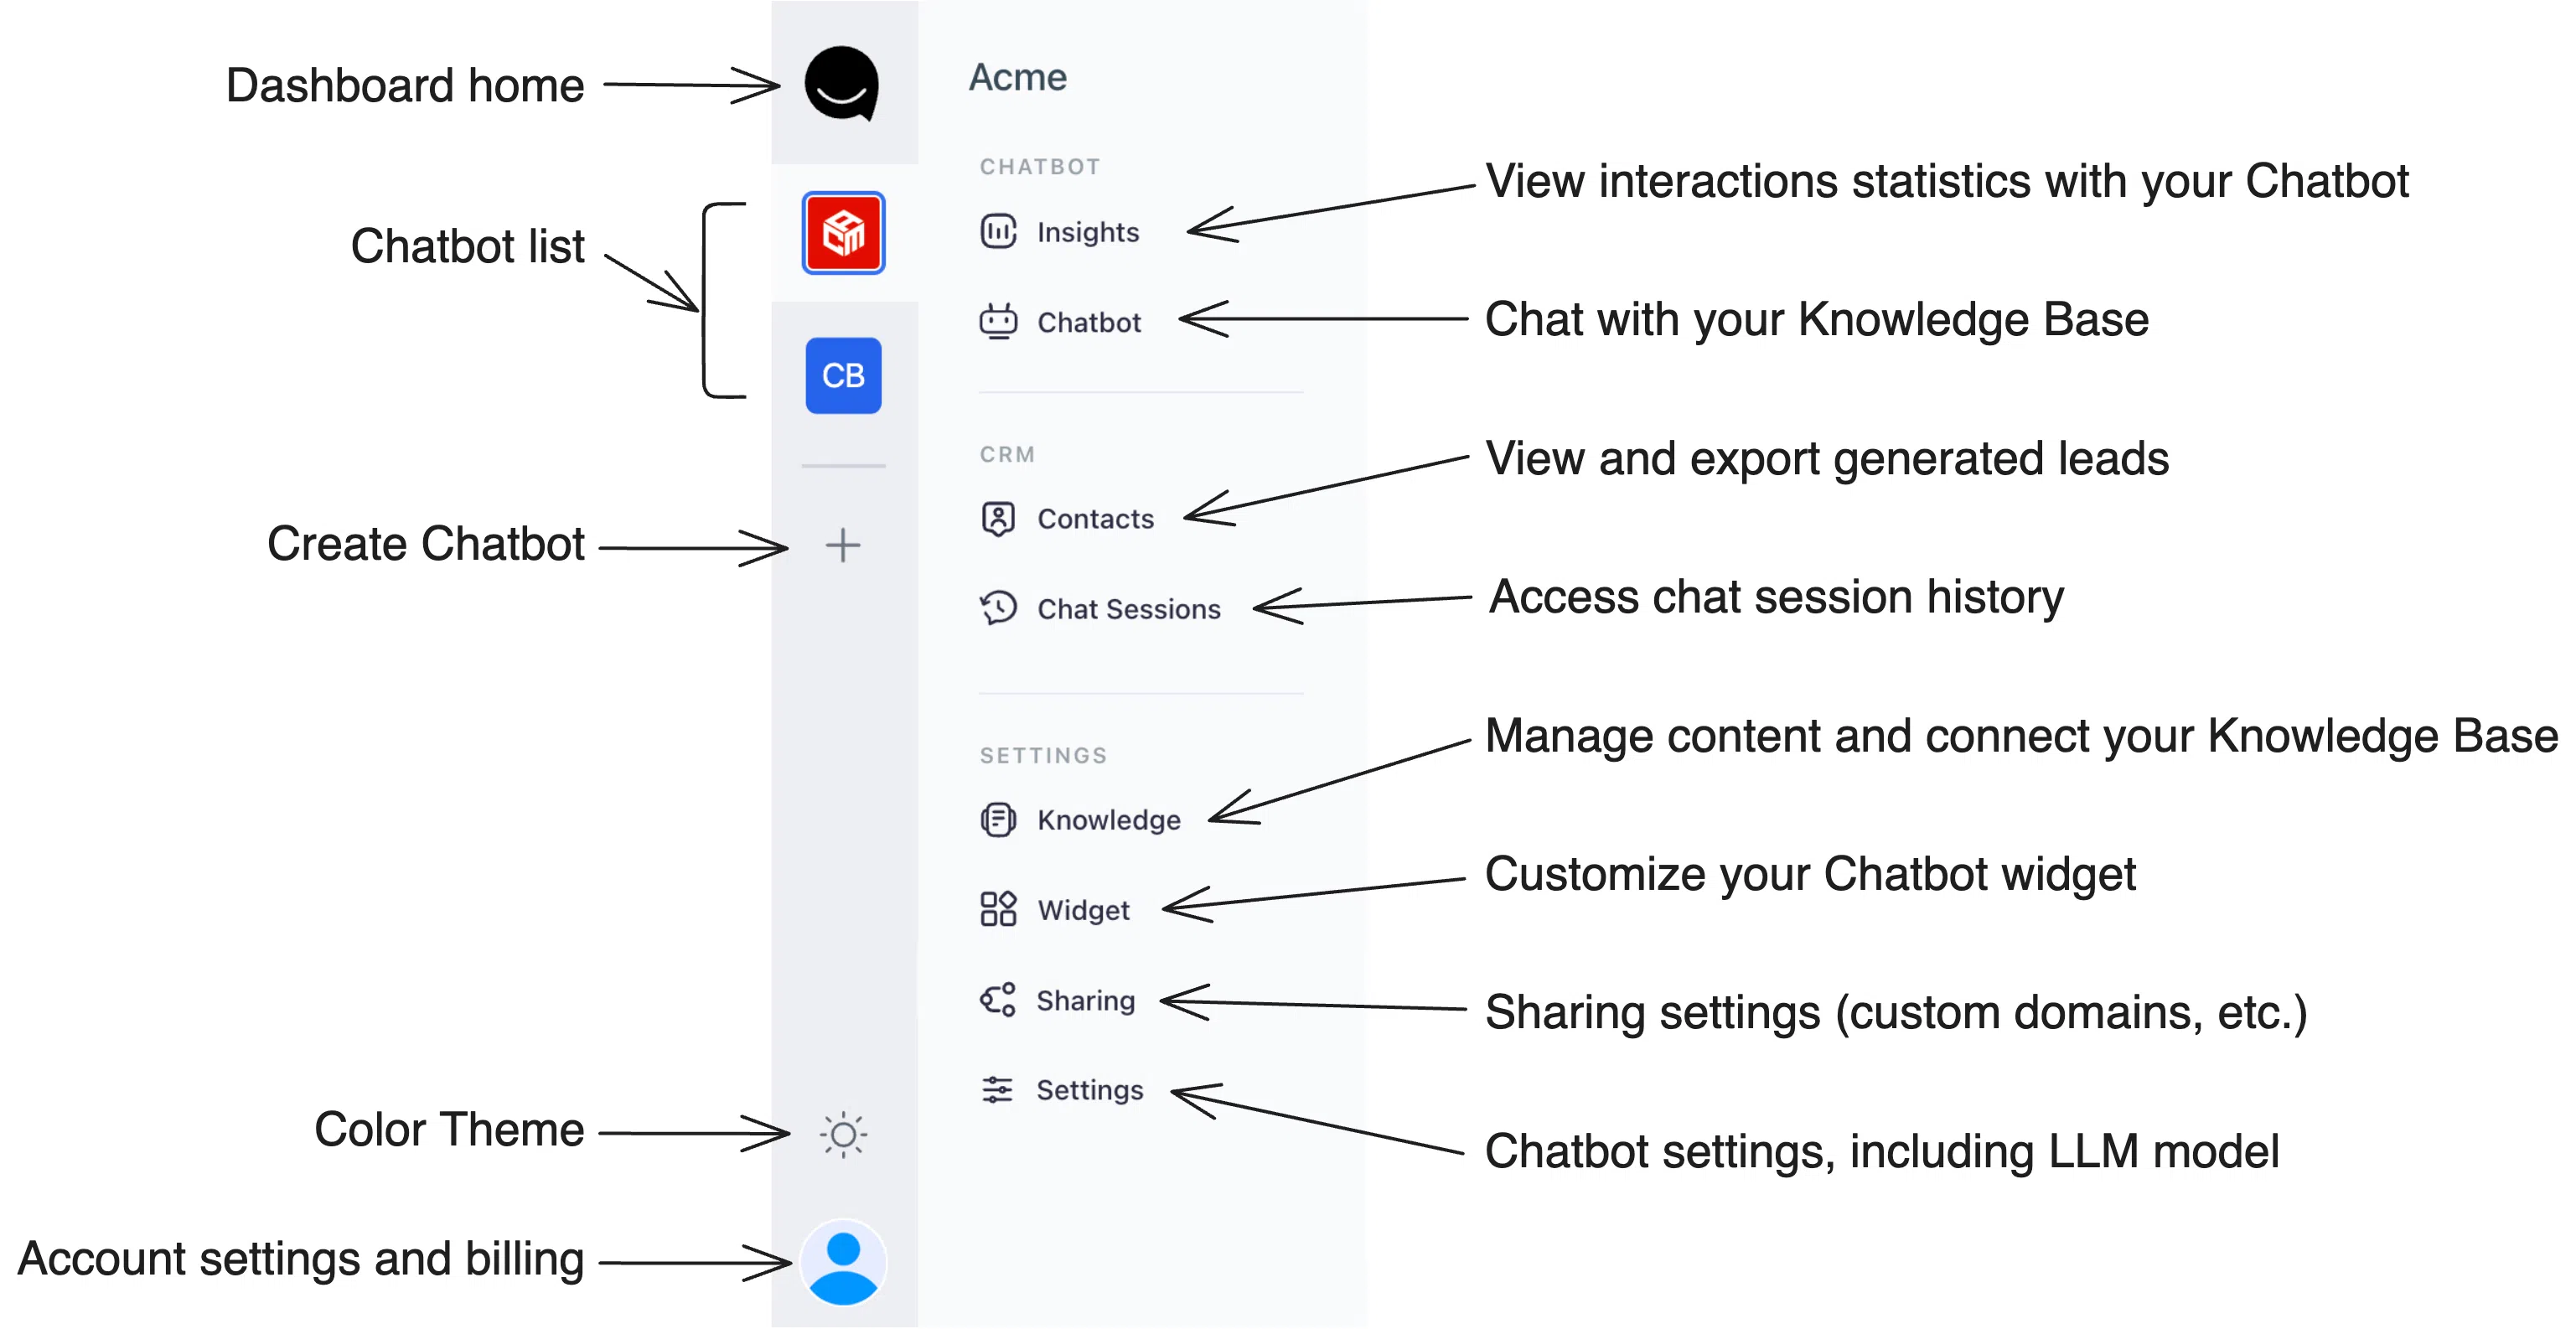 Dashboard home
Chatbot list
CB
Create Chatbot
Color Theme
Account settings and billing
Acme
CHATBOT
Insights
View interactions statistics with your Chatbot
Chatbot
Chat with your Knowledge Base
CRM
Contacts
View and export generated leads
Chat Sessions
Access chat session history
SETTINGS
Knowledge
Manage content and connect your Knowledge Base
Widget
Customize your Chatbot widget
Sharing
Sharing settings (custom domains, etc.)
Settings
Chatbot settings, including LLM model